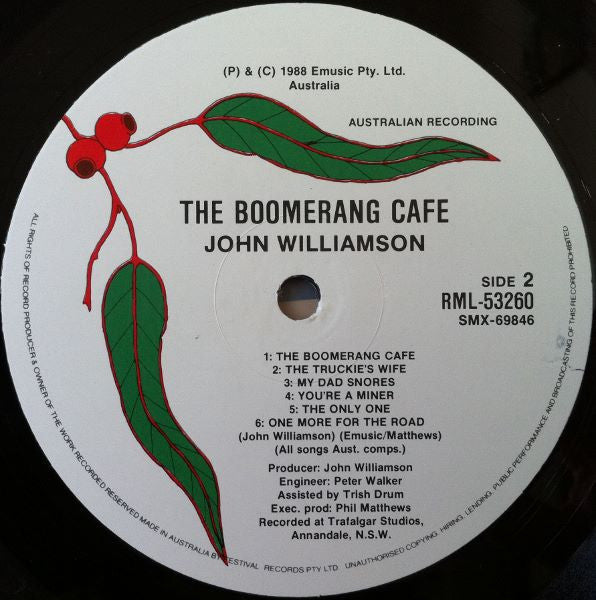 (P) & (C) 1988 Emusic Pty. Ltd.
Australia
AUSTRALIAN RECORDING
THE BOOMERANG CAFE
JOHN WILLIAMSON
SIDE 2
RML-53260
SMX-69846
1: THE BOOMERANG CAFE
2: THE TRUCKIE'S WIFE
3: MY DAD SNORES
4: YOU'RE A MINER
5: THE ONLY ONE
6: ONE MORE FOR THE ROAD
(John Williamson) (Emusic/Matthews)
(All songs Aust. comps.)
Producer: John Williamson
Engineer: Peter Walker
Assisted by Trish Drum
Exec. prod: Phil Matthews
Recorded at Trafalgar Studios,
Annandale, N.S.W.
ALL RIGHTS OF RECORD PRODUCER & OWNER OF THE WORK RECORDED RESERVED MADE IN AUSTRALIA BY FESTIVAL RECORDS PTY LTD. UNAUTHORISED COPYING, HIRING, LENDING, PUBLIC PERFORMANCE AND BROADCASTING OF THIS RECORD PROHIBITED